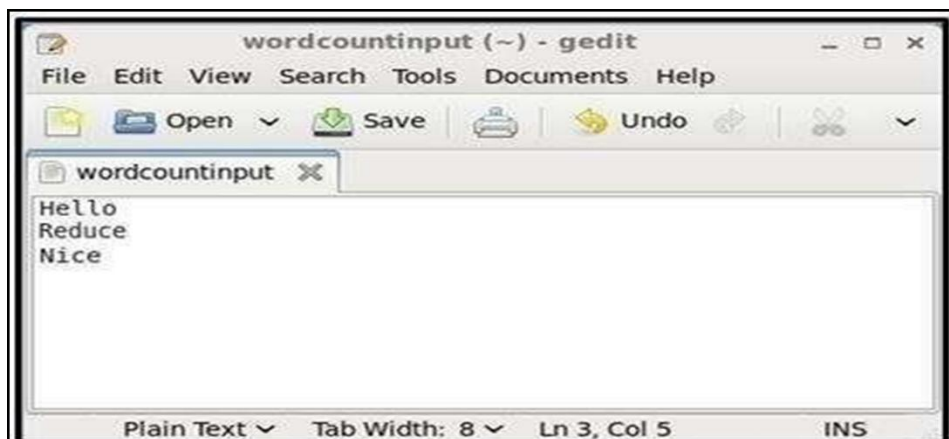 wordcountinput (~) - gedit
File Edit View Search Tools Documents Help
Open Save Undo
wordcountinput
Hello
Reduce
Nice
Plain Text Tab Width: 8 Ln 3, Col 5 INS